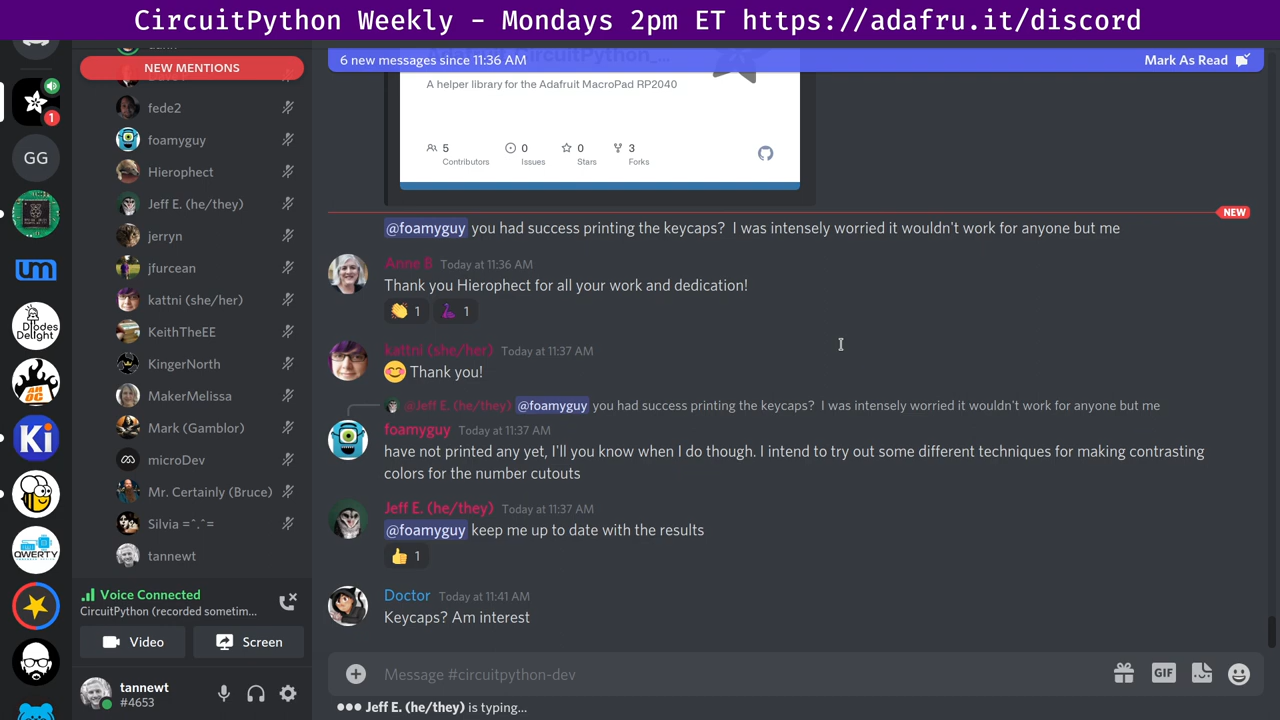 CircuitPython Weekly - Mondays 2pm ET https://adafru.it/discord
NEW MENTIONS
fede2
foamyguy
Hierophect
Jeff E. (he/they)
jerryn
jfurcean
kattni (she/her)
KeithTheEE
KingerNorth
MakerMelissa
Mark (Gamblor)
microDev
Mr. Certainly (Bruce)
Silvia =^.^=
tannewt
Voice Connected
CircuitPython (recorded sometim...
Video
Screen
tannewt
#4653
1
GG
Ki
DiODES
DELiGHT
QWERTY
6 new messages since 11:36 AM
Mark As Read
A helper library for the Adafruit MacroPad RP2040
5 Contributors
0 Issues
0 Stars
3 Forks
NEW
@foamyguy you had success printing the keycaps? I was intensely worried it wouldn't work for anyone but me
Anne B Today at 11:36 AM
Thank you Hierophect for all your work and dedication!
1 1
kattni (she/her) Today at 11:37 AM
Thank you!
@Jeff E. (he/they) @foamyguy you had success printing the keycaps? I was intensely worried it wouldn't work for anyone but me
foamyguy Today at 11:37 AM
have not printed any yet, I'll you know when I do though. I intend to try out some different techniques for making contrasting
colors for the number cutouts
Jeff E. (he/they) Today at 11:37 AM
@foamyguy keep me up to date with the results
1
Doctor Today at 11:41 AM
Keycaps? Am interest
Message #circuitpython-dev
GIF
Jeff E. (he/they) is typing...